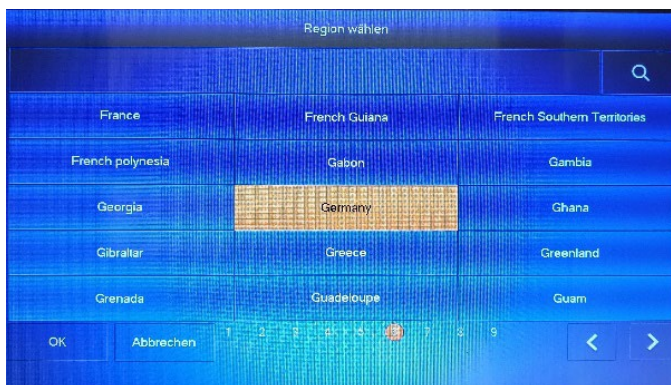 Region wählen
France French Guiana French Southern Territories
French polynesia Gabon Gambia
Georgia Germany Ghana
Gibraltar Greece Greenland
Grenada Guadeloupe Guam
OK Abbrechen 1 2 3 4 5 6 7 8 9 < >